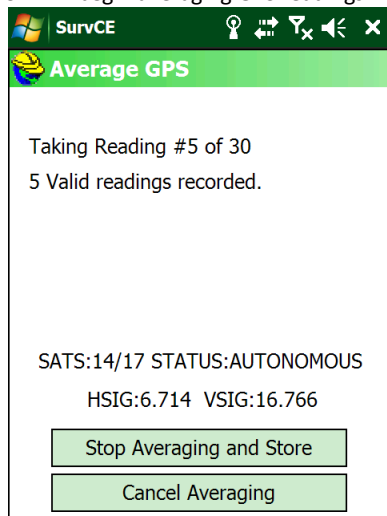 SurvCE
Average GPS
Taking Reading #5 of 30
5 Valid readings recorded.
SATS:14/17 STATUS:AUTONOMOUS
HSIG:6.714 VSIG:16.766
Stop Averaging and Store
Cancel Averaging